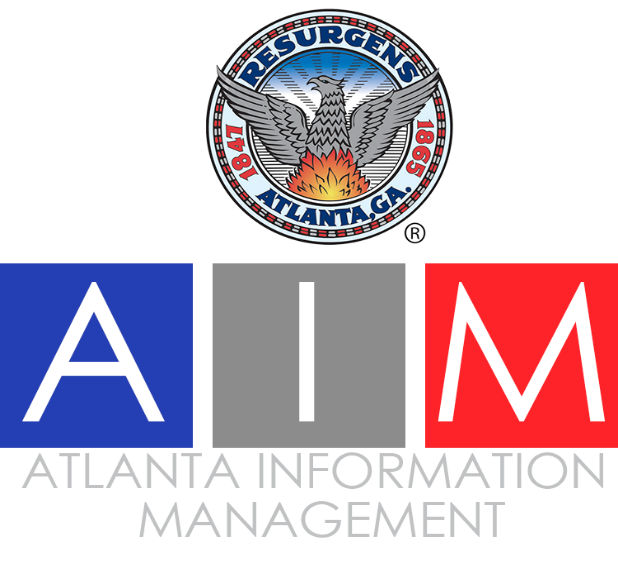 RESURGENS
1847 1865
ATLANTA, GA.
®
A I M
ATLANTA INFORMATION
MANAGEMENT